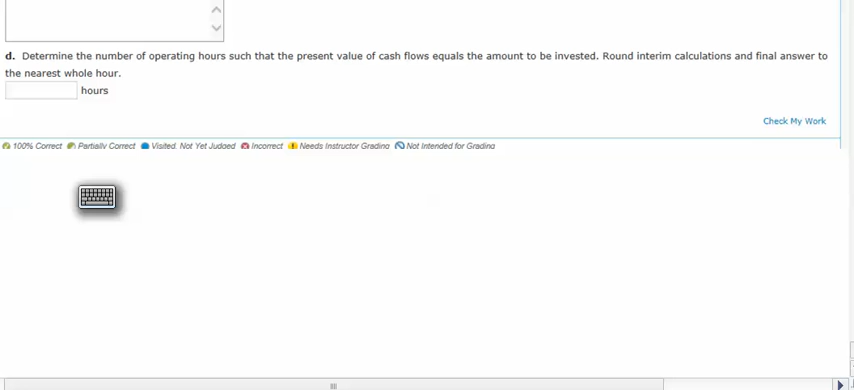 d. Determine the number of operating hours such that the present value of cash flows equals the amount to be invested. Round interim calculations and final answer to
the nearest whole hour.
hours
Check My Work
100% Correct Partially Correct Visited, Not Yet Judged Incorrect Needs Instructor Grading Not Intended for Grading